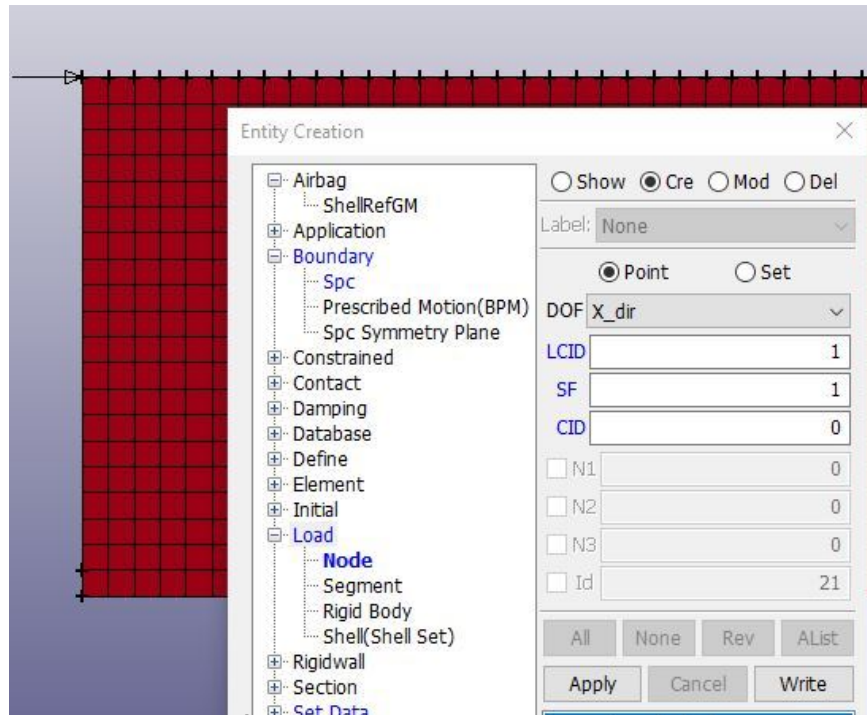 Entity Creation
Airbag
ShellRefGM
Application
Boundary
Spc
Prescribed Motion(BPM)
Spc Symmetry Plane
Constrained
Contact
Damping
Database
Define
Element
Initial
Load
Node
Segment
Rigid Body
Shell(Shell Set)
Rigidwall
Section
Set Data
Show Cre Mod Del
Label: None
Point Set
DOF X_dir
LCID 1
SF 1
CID 0
N1 0
N2 0
N3 0
Id 21
All None Rev AList
Apply Cancel Write